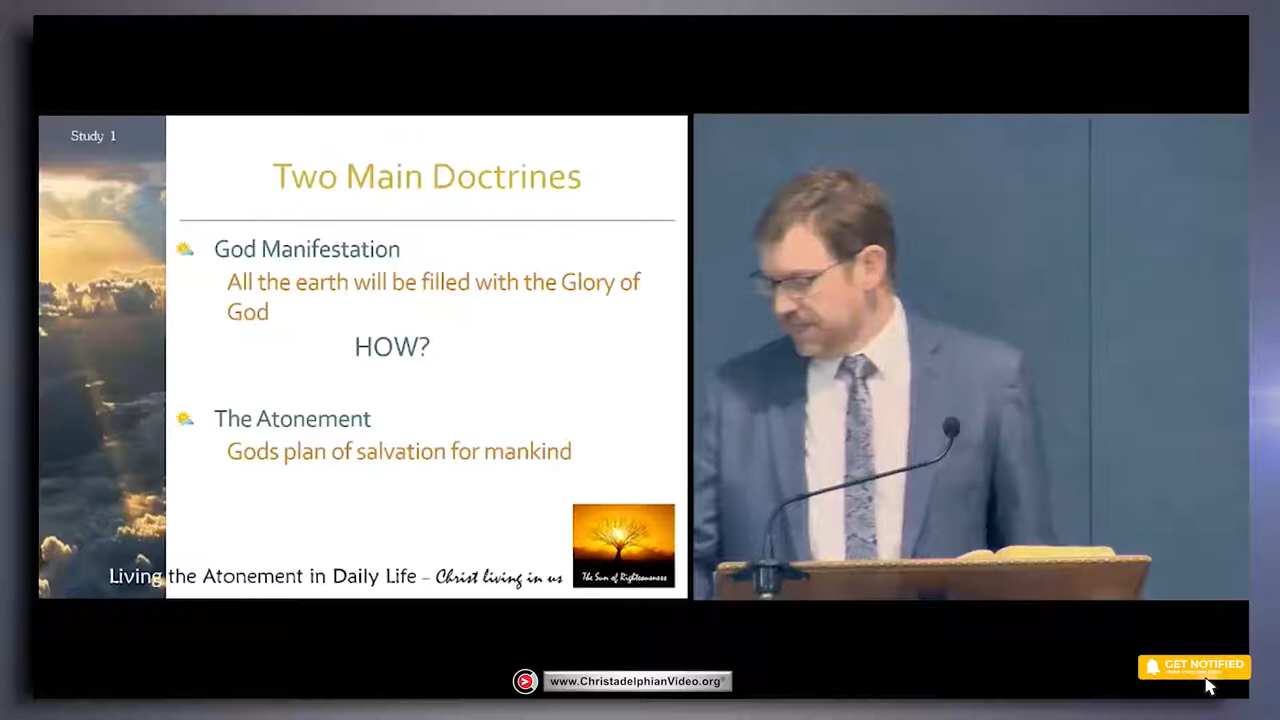 Study 1
Two Main Doctrines
God Manifestation
All the earth will be filled with the Glory of
God
HOW?
The Atonement
Gods plan of salvation for mankind
Living the Atonement in Daily Life – Christ living in us
The Sun of Righteousness
www.ChristadelphianVideo.org
GET NOTIFIED